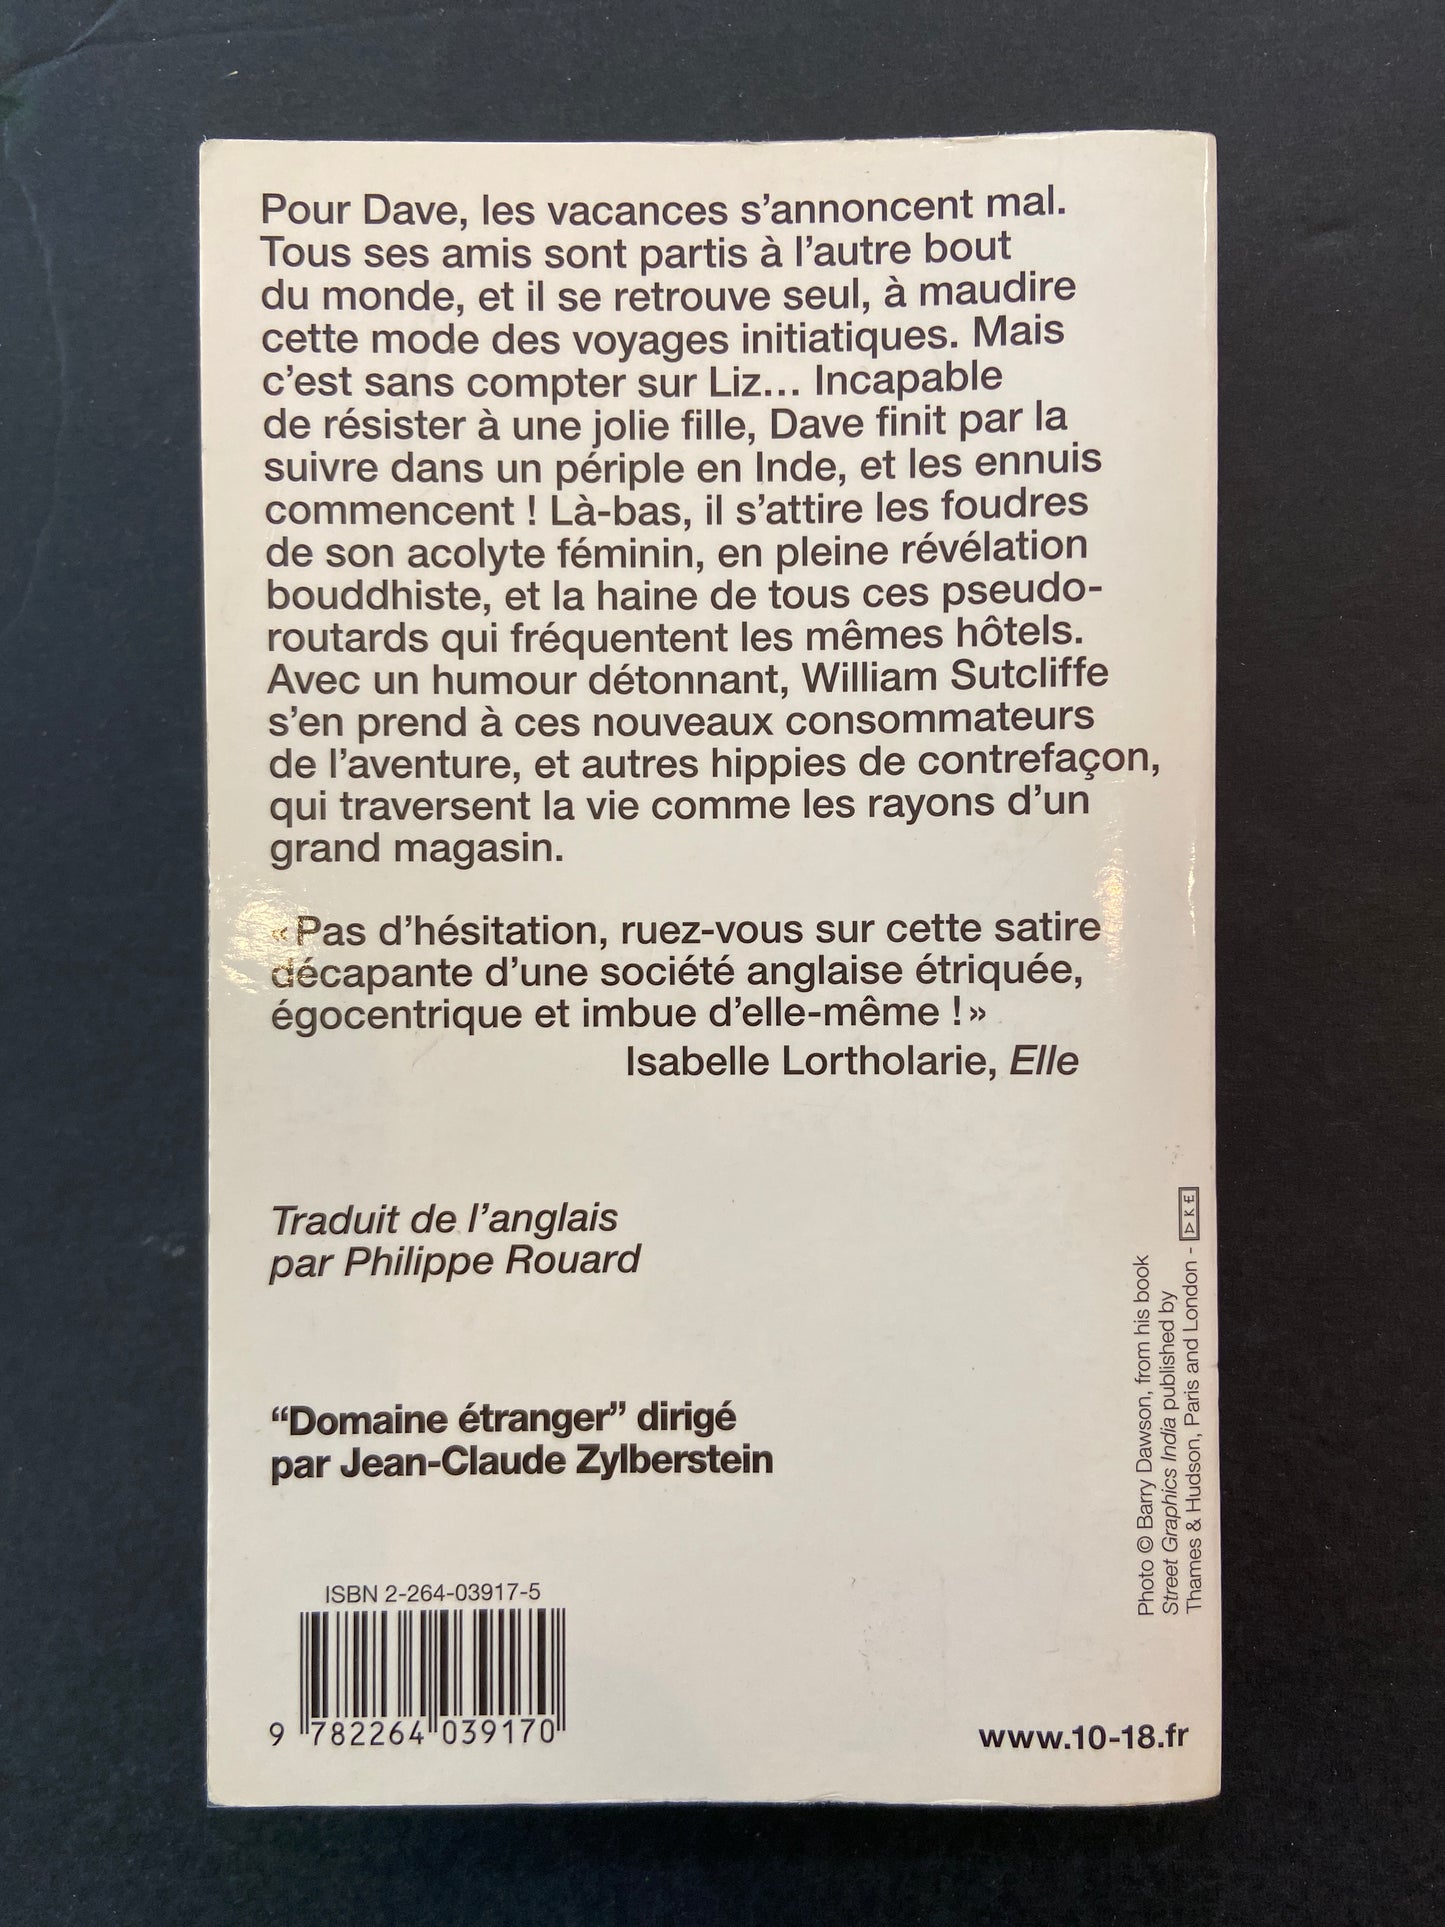 Pour Dave, les vacances s'annoncent mal.
Tous ses amis sont partis à l'autre bout
du monde, et il se retrouve seul, à maudire
cette mode des voyages initiatiques. Mais
c'est sans compter sur Liz... Incapable
de résister à une jolie fille, Dave finit par la
suivre dans un périple en Inde, et les ennuis
commencent ! Là-bas, il s'attire les foudres
de son acolyte féminin, en pleine révélation
bouddhiste, et la haine de tous ces pseudo-
routards qui fréquentent les mêmes hôtels.
Avec un humour détonnant, William Sutcliffe
s'en prend à ces nouveaux consommateurs
de l'aventure, et autres hippies de contrefaçon,
qui traversent la vie comme les rayons d'un
grand magasin.
« Pas d'hésitation, ruez-vous sur cette satire
décapante d'une société anglaise étriquée,
égocentrique et imbue d'elle-même ! »
Isabelle Lortholarie, Elle
Traduit de l'anglais
par Philippe Rouard
“Domaine étranger” dirigé
par Jean-Claude Zylberstein
ISBN 2-264-03917-5
9 782264 039170
www.10-18.fr
Photo © Barry Dawson, from his book
Street Graphics India published by
Thames & Hudson, Paris and London -